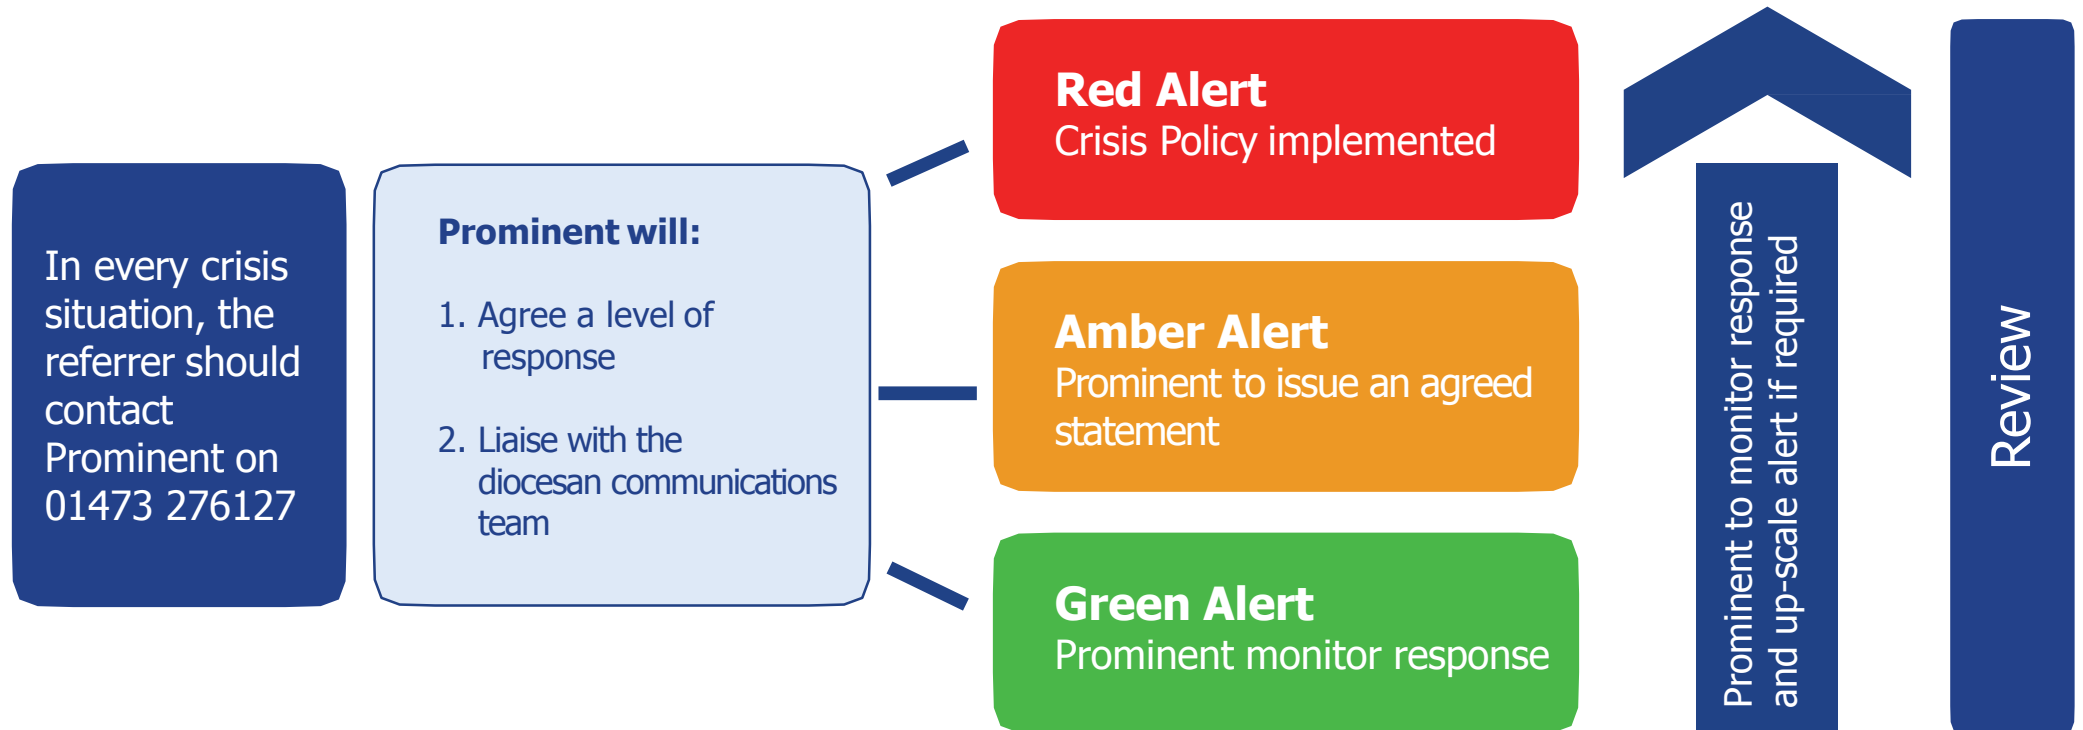 In every crisis
situation, the
referrer should
contact
Prominent on
01473 276127
Prominent will:
1. Agree a level of
response
2. Liaise with the
diocesan communications
team
Red Alert
Crisis Policy implemented
Amber Alert
Prominent to issue an agreed
statement
Green Alert
Prominent monitor response
Prominent to monitor response
and up-scale alert if required
Review